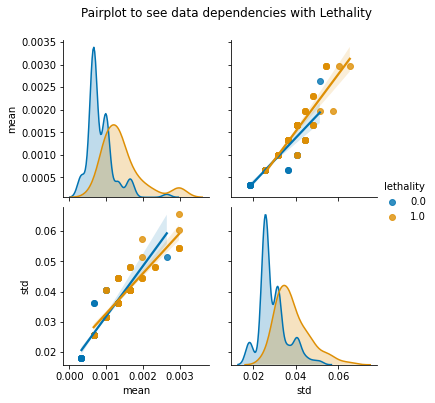 Pairplot to see data dependencies with Lethality
0.0035
0.0030
0.0025
0.0020
0.0015
0.0010
0.0005
mean
lethality
0.0
1.0
0.06
0.05
0.04
0.03
0.02
std
0.000 0.001 0.002 0.003
mean
0.02 0.04 0.06
std